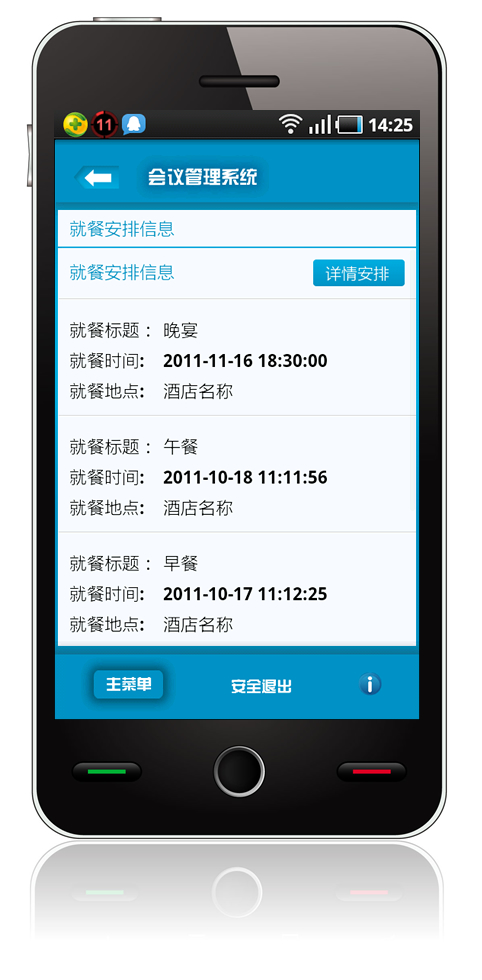 11
14:25
会议管理系统
就餐安排信息
就餐安排信息 详情安排
就餐标题： 晚宴
就餐时间: 2011-11-16 18:30:00
就餐地点: 酒店名称
就餐标题： 午餐
就餐时间: 2011-10-18 11:11:56
就餐地点: 酒店名称
就餐标题： 早餐
就餐时间: 2011-10-17 11:12:25
就餐地点: 酒店名称
主菜单 安全退出 i